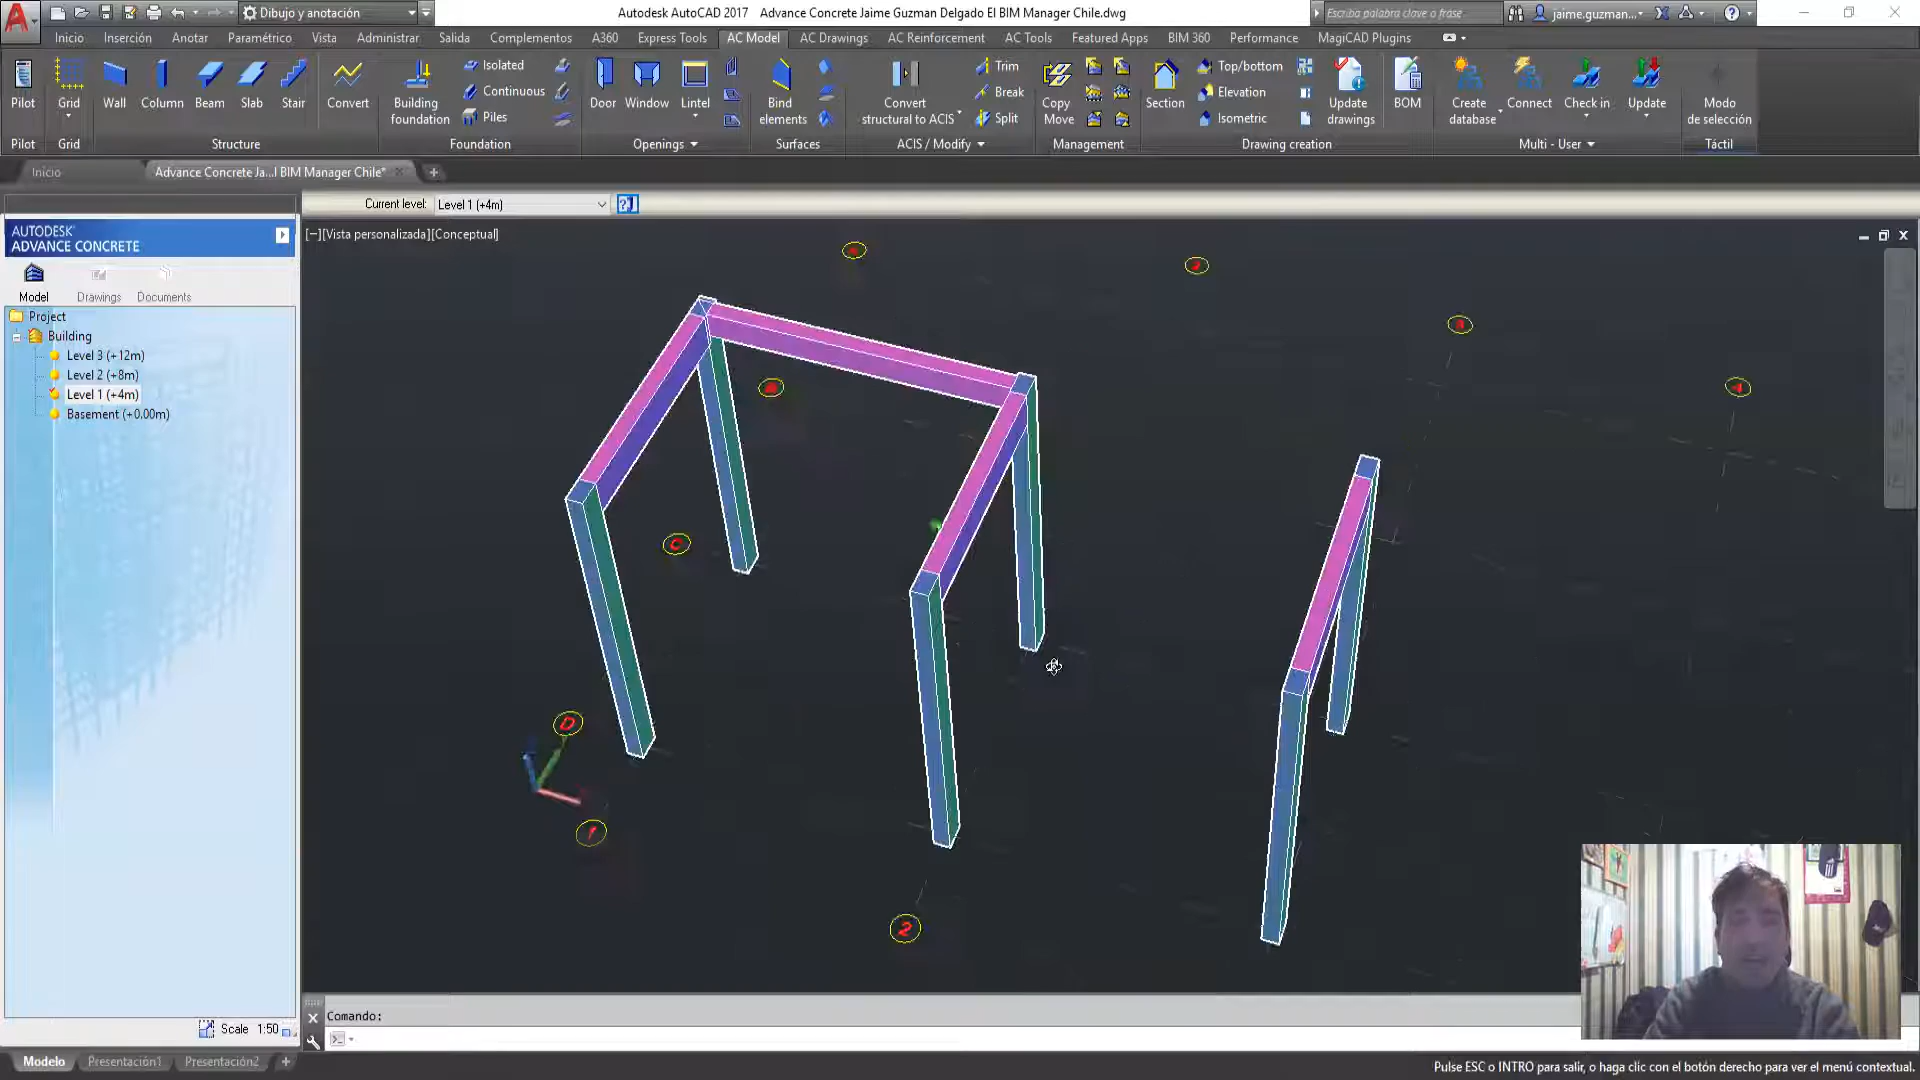 Dibujo y anotación
Autodesk AutoCAD 2017 Advance Concrete Jaime Guzman Delgado El BIM Manager Chile.dwg
Escriba palabra clave o frase
jaime.guzman...
Inicio Inserción Anotar Paramétrico Vista Administrar Salida Complementos A360 Express Tools AC Model AC Drawings AC Reinforcement AC Tools Featured Apps BIM 360 Performance MagiCAD Plugins
Pilot
Grid
Wall
Column
Beam
Slab
Stair
Convert
Building
foundation
Isolated
Continuous
Piles
Door
Window
Lintel
Bind
elements
Convert
structural to ACIS
Trim
Break
Split
Copy
Move
Section
Top/bottom
Elevation
Isometric
Update
drawings
BOM
Create
database
Connect
Check in
Update
Modo
de selección
Pilot Grid Structure Foundation Openings Surfaces ACIS / Modify Management Drawing creation Multi - User Táctil
Inicio
Advance Concrete Ja...l BIM Manager Chile*
Current level: Level 1 (+4m)
AUTODESK
ADVANCE CONCRETE
Model Drawings Documents
Project
Building
Level 3 (+12m)
Level 2 (+8m)
Level 1 (+4m)
Basement (+0.00m)
[−][Vista personalizada][Conceptual]
2
3
4
C
D
1
2
Comando:
Scale 1:50
Modelo Presentación1 Presentación2 +
Pulse ESC o INTRO para salir, o haga clic con el botón derecho para ver el menú contextual.